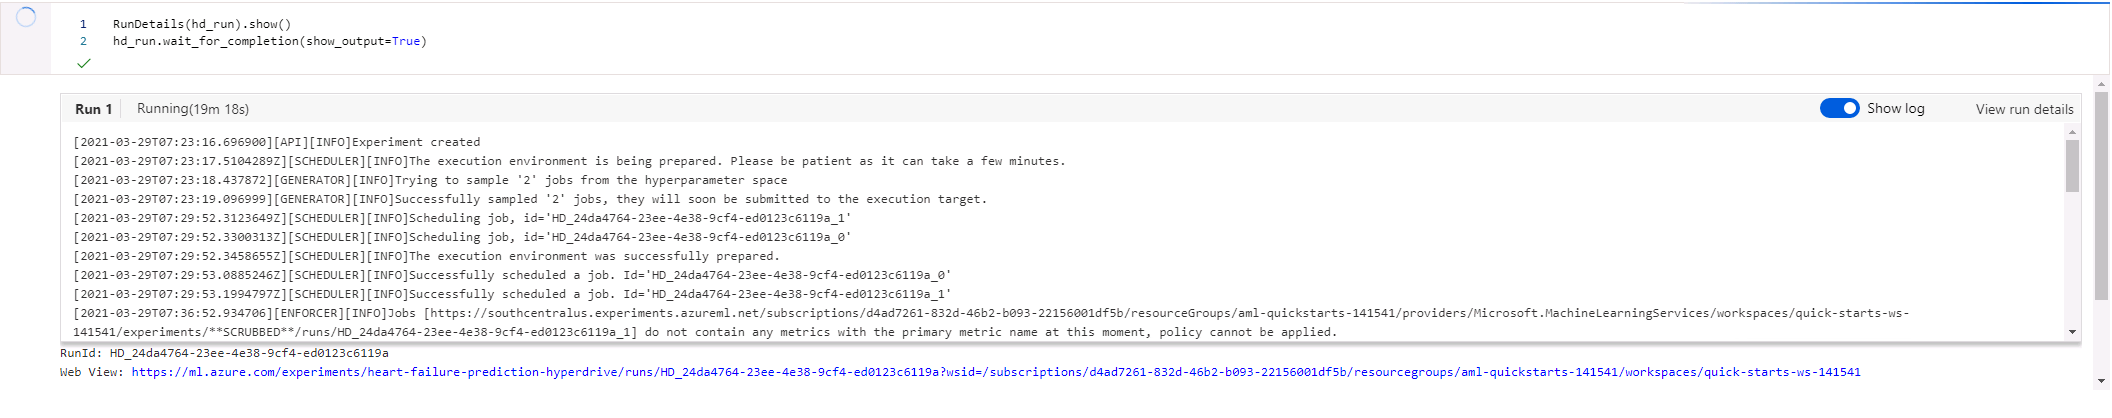 1 RunDetails(hd_run).show()
2 hd_run.wait_for_completion(show_output=True)
Run 1 Running(19m 18s) Show log View run details
[2021-03-29T07:23:16.696900][API][INFO]Experiment created
[2021-03-29T07:23:17.5104289Z][SCHEDULER][INFO]The execution environment is being prepared. Please be patient as it can take a few minutes.
[2021-03-29T07:23:18.437872][GENERATOR][INFO]Trying to sample '2' jobs from the hyperparameter space
[2021-03-29T07:23:19.096999][GENERATOR][INFO]Successfully sampled '2' jobs, they will soon be submitted to the execution target.
[2021-03-29T07:29:52.3123649Z][SCHEDULER][INFO]Scheduling job, id='HD_24da4764-23ee-4e38-9cf4-ed0123c6119a_1'
[2021-03-29T07:29:52.3300313Z][SCHEDULER][INFO]Scheduling job, id='HD_24da4764-23ee-4e38-9cf4-ed0123c6119a_0'
[2021-03-29T07:29:52.3458655Z][SCHEDULER][INFO]The execution environment was successfully prepared.
[2021-03-29T07:29:53.0885246Z][SCHEDULER][INFO]Successfully scheduled a job. Id='HD_24da4764-23ee-4e38-9cf4-ed0123c6119a_0'
[2021-03-29T07:29:53.1994797Z][SCHEDULER][INFO]Successfully scheduled a job. Id='HD_24da4764-23ee-4e38-9cf4-ed0123c6119a_1'
[2021-03-29T07:36:52.934706][ENFORCER][INFO]Jobs [https://southcentralus.experiments.azureml.net/subscriptions/d4ad7261-832d-46b2-b093-22156001df5b/resourceGroups/aml-quickstarts-141541/providers/Microsoft.MachineLearningServices/workspaces/quick-starts-ws-
141541/experiments/**SCRUBBED**/runs/HD_24da4764-23ee-4e38-9cf4-ed0123c6119a_1] do not contain any metrics with the primary metric name at this moment, policy cannot be applied.
RunId: HD_24da4764-23ee-4e38-9cf4-ed0123c6119a
Web View: https://ml.azure.com/experiments/heart-failure-prediction-hyperdrive/runs/HD_24da4764-23ee-4e38-9cf4-ed0123c6119a?wsid=/subscriptions/d4ad7261-832d-46b2-b093-22156001df5b/resourcegroups/aml-quickstarts-141541/workspaces/quick-starts-ws-141541